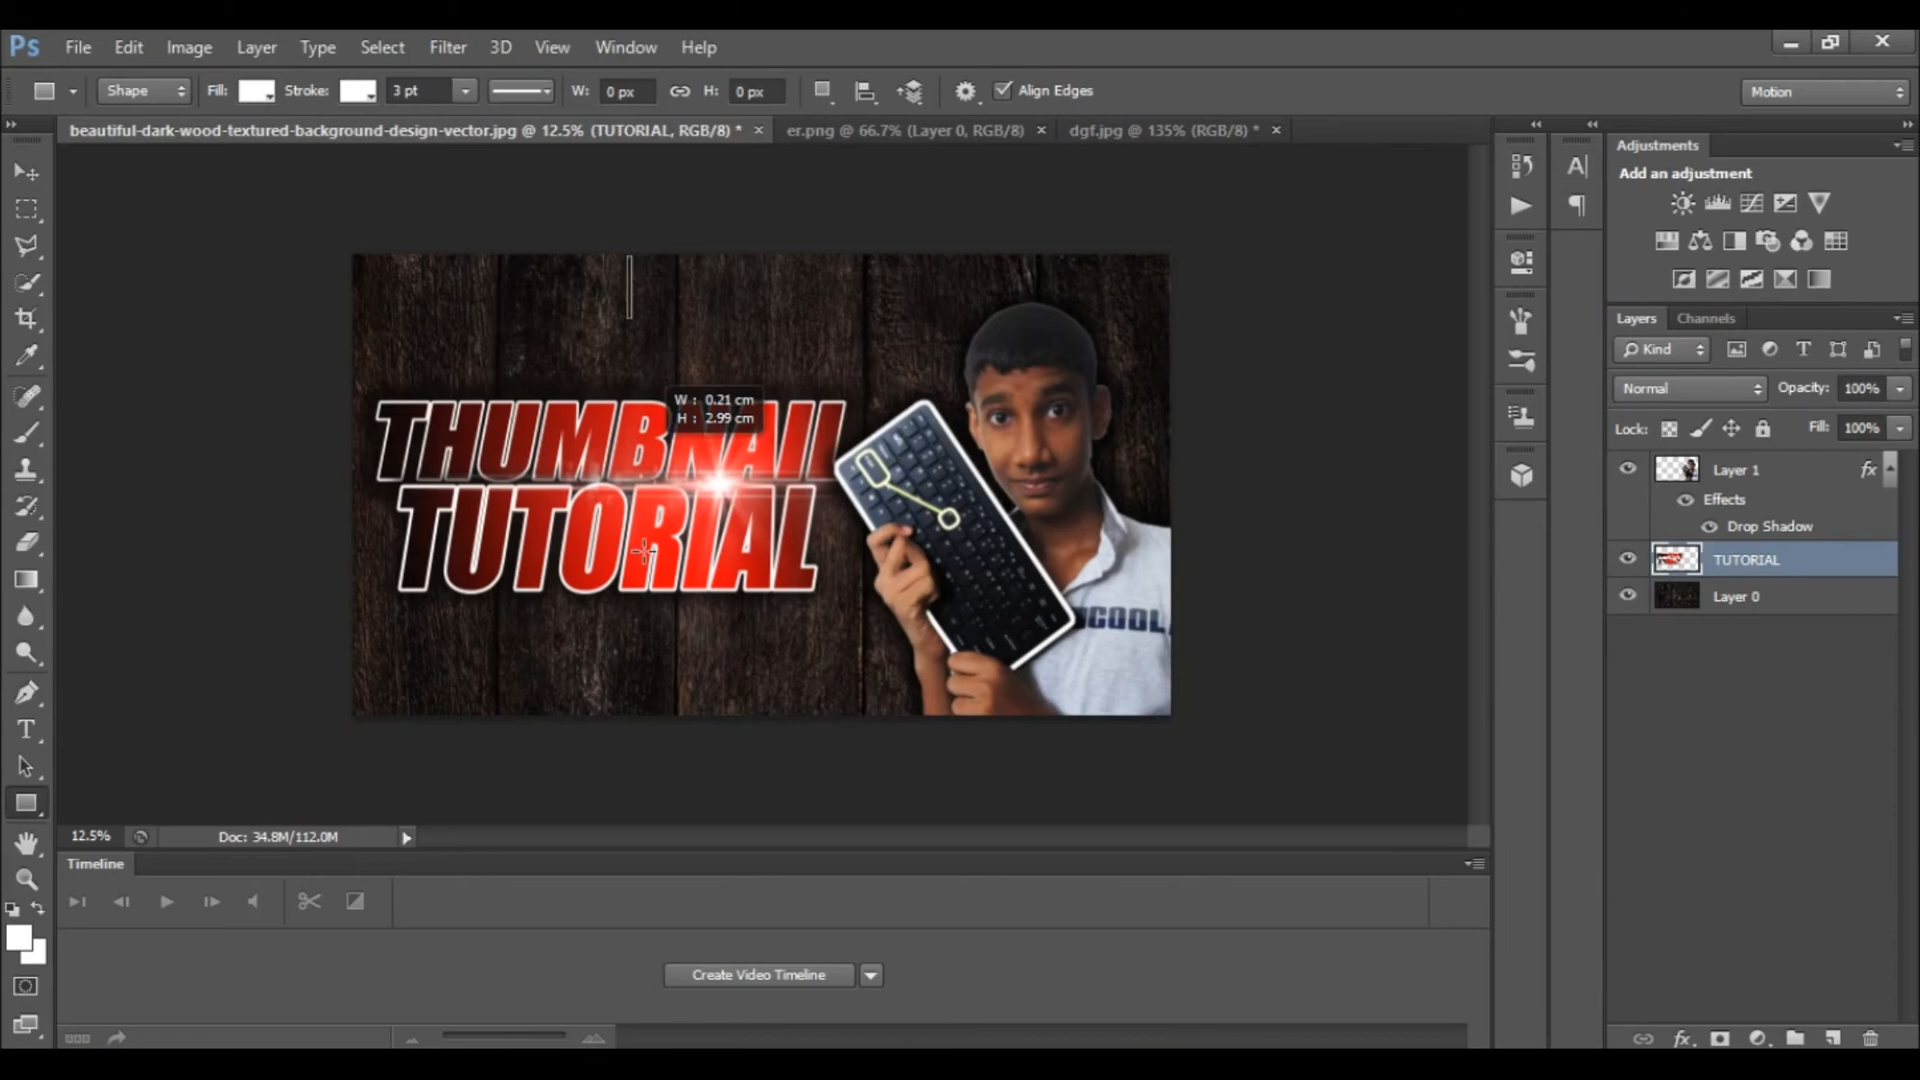 Ps File Edit Image Layer Type Select Filter 3D View Window Help
Shape Fill: Stroke: 3 pt W: 0 px H: 0 px Align Edges Motion
beautiful-dark-wood-textured-background-design-vector.jpg @ 12.5% (TUTORIAL, RGB/8) * er.png @ 66.7% (Layer 0, RGB/8) dgf.jpg @ 135% (RGB/8) *
Adjustments
Add an adjustment
Layers Channels
Kind
Normal Opacity: 100%
Lock: Fill: 100%
Layer 1 fx
Effects
Drop Shadow
TUTORIAL
Layer 0
W : 0.21 cm
H : 2.99 cm
THUMBNAIL
TUTORIAL
COOL
12.5% Doc: 34.8M/112.0M
Timeline
Create Video Timeline